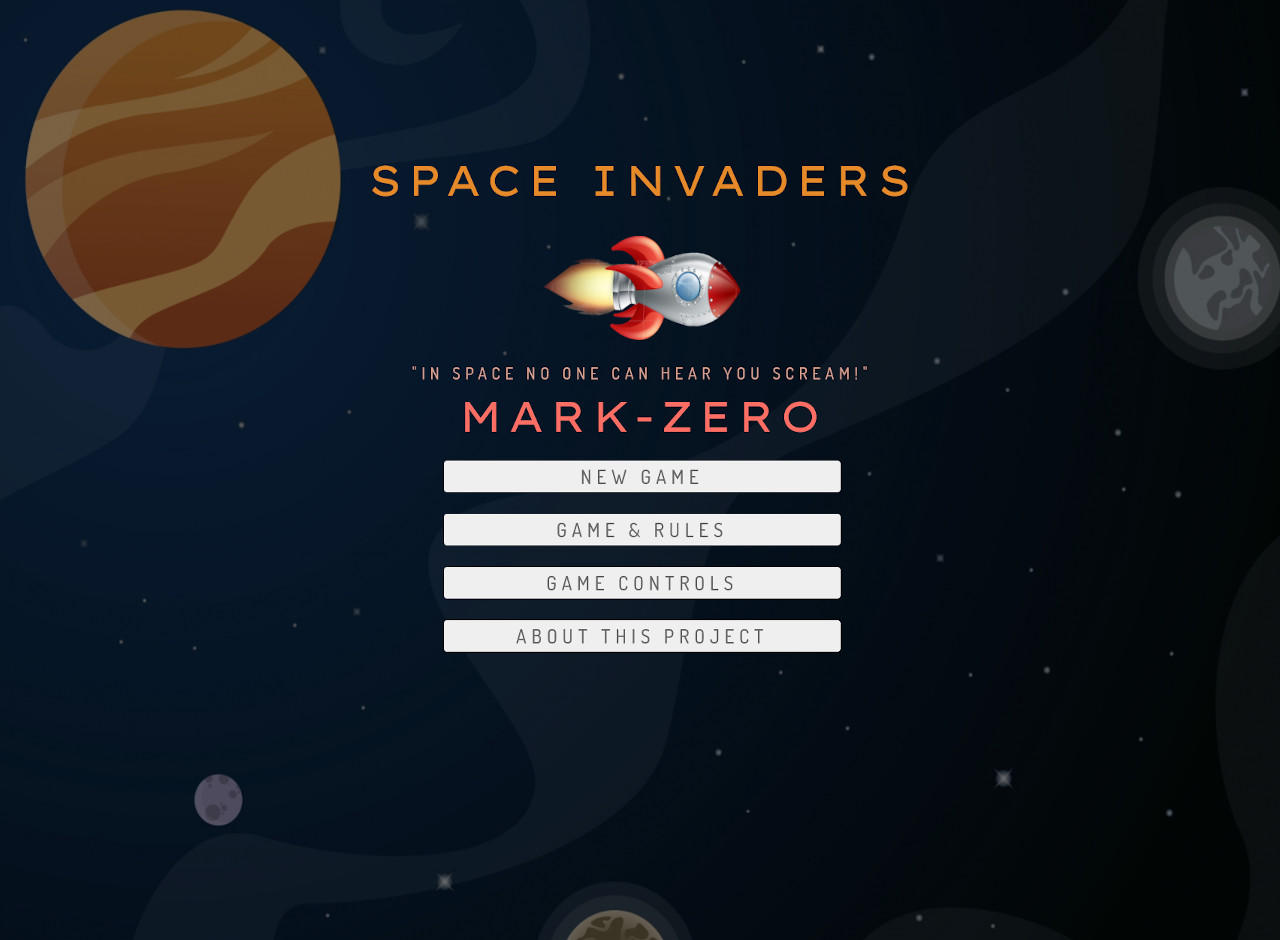 SPACE INVADERS
"IN SPACE NO ONE CAN HEAR YOU SCREAM!"
MARK-ZERO
NEW GAME
GAME & RULES
GAME CONTROLS
ABOUT THIS PROJECT